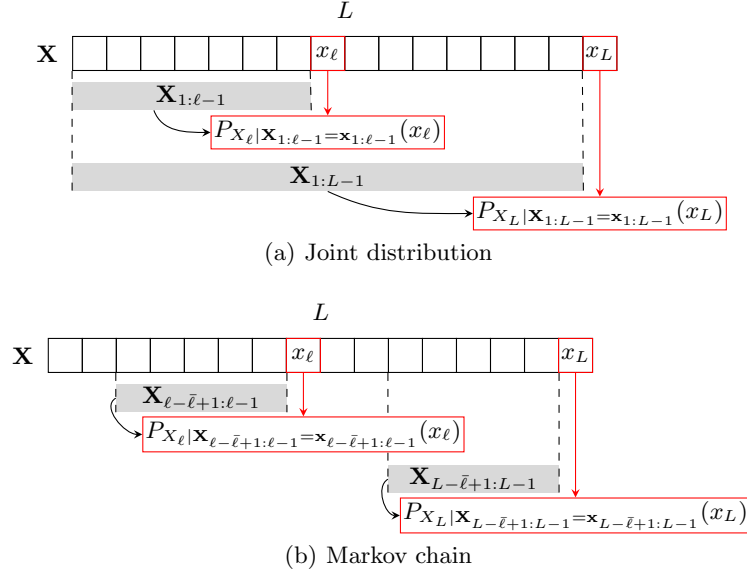 L
X x_ℓ x_L
X_{1:ℓ−1}
P_{X_ℓ|X_{1:ℓ−1}=x_{1:ℓ−1}}(x_ℓ)
X_{1:L−1}
P_{X_L|X_{1:L−1}=x_{1:L−1}}(x_L)
(a) Joint distribution
L
X x_ℓ x_L
X_{ℓ−ℓ̄+1:ℓ−1}
P_{X_ℓ|X_{ℓ−ℓ̄+1:ℓ−1}=x_{ℓ−ℓ̄+1:ℓ−1}}(x_ℓ)
X_{L−ℓ̄+1:L−1}
P_{X_L|X_{L−ℓ̄+1:L−1}=x_{L−ℓ̄+1:L−1}}(x_L)
(b) Markov chain